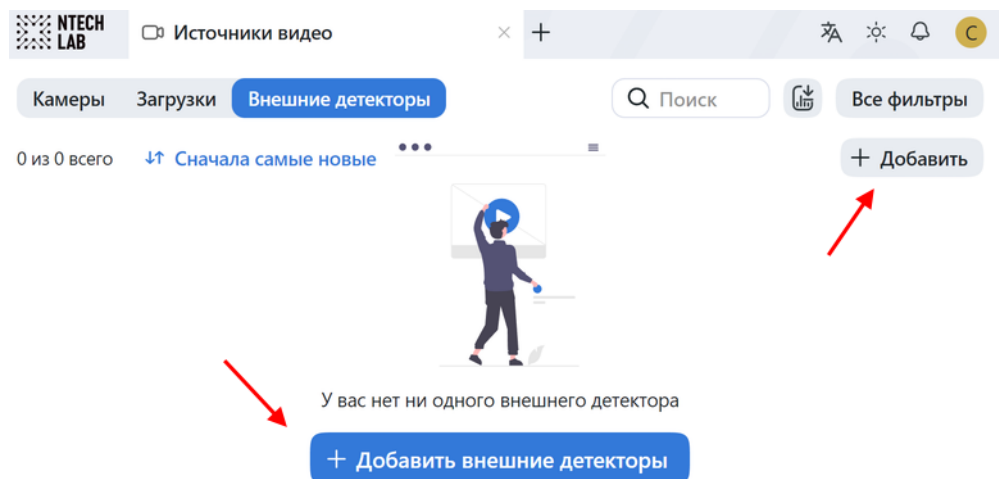 NTECH LAB
Источники видео
C
Камеры Загрузки Внешние детекторы
Поиск
Все фильтры
0 из 0 всего
Сначала самые новые
+ Добавить
У вас нет ни одного внешнего детектора
+ Добавить внешние детекторы